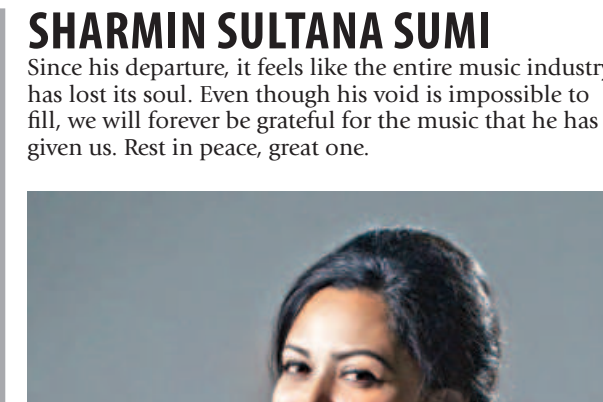 SHARMIN SULTANA SUMI
Since his departure, it feels like the entire music industry
has lost its soul. Even though his void is impossible to
fill, we will forever be grateful for the music that he has
given us. Rest in peace, great one.